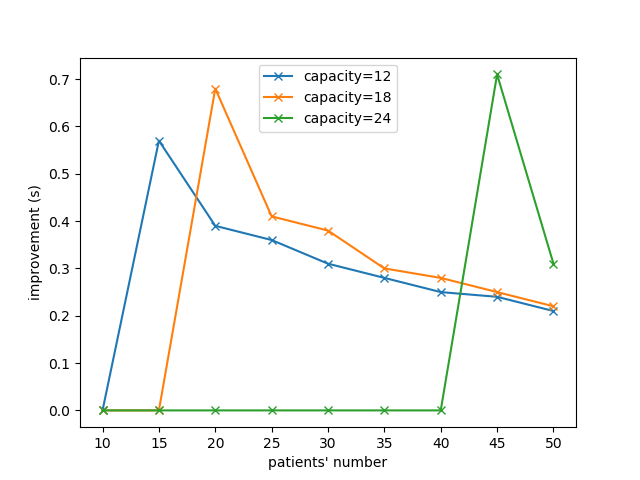 capacity=12
capacity=18
capacity=24
improvement (s)
0.7
0.6
0.5
0.4
0.3
0.2
0.1
0.0
10 15 20 25 30 35 40 45 50
patients' number